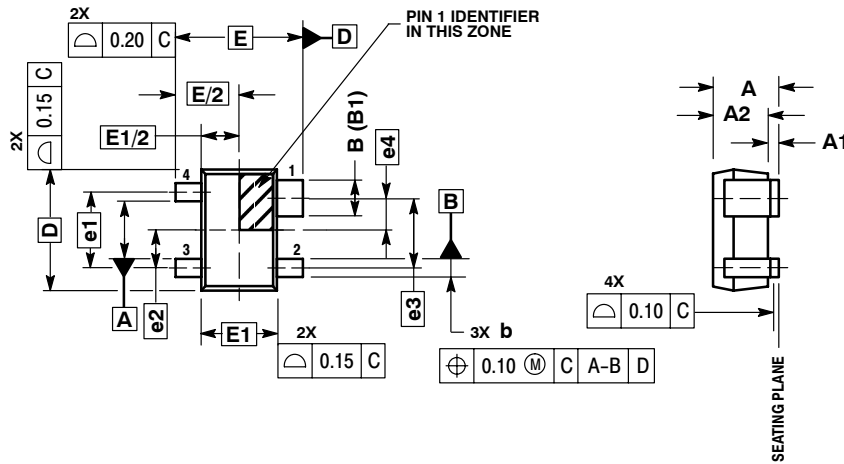 2X
⌓ 0.20 C
E
D
PIN 1 IDENTIFIER
IN THIS ZONE
2X
⌓ 0.15 C
E/2
E1/2
B (B1)
e4
A
A2
A1
4
1
D
e1
B
3
2
A
e2
e3
E1
2X
⌓ 0.15 C
3X b
⌖ 0.10 Ⓜ C A-B D
4X
⌓ 0.10 C
SEATING PLANE